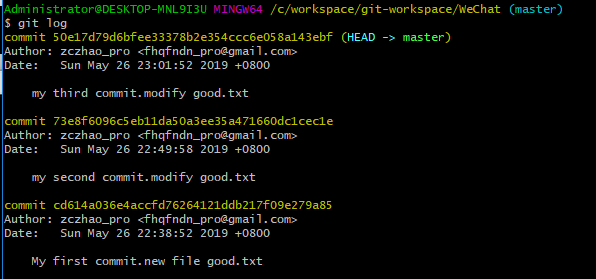 Administrator@DESKTOP-MNL9I3U MINGW64 /c/workspace/git-workspace/WeChat (master)
$ git log
commit 50e17d79d6bfee33378b2e354ccc6e058a143ebf (HEAD -> master)
Author: zczhao_pro <fhqfndn_pro@gmail.com>
Date:   Sun May 26 23:01:52 2019 +0800
    my third commit.modify good.txt
commit 73e8f6096c5eb11da50a3ee35a471660dc1cec1e
Author: zczhao_pro <fhqfndn_pro@gmail.com>
Date:   Sun May 26 22:49:58 2019 +0800
    my second commit.modify good.txt
commit cd614a036e4accfd76264121ddb217f09e279a85
Author: zczhao_pro <fhqfndn_pro@gmail.com>
Date:   Sun May 26 22:38:52 2019 +0800
    My first commit.new file good.txt